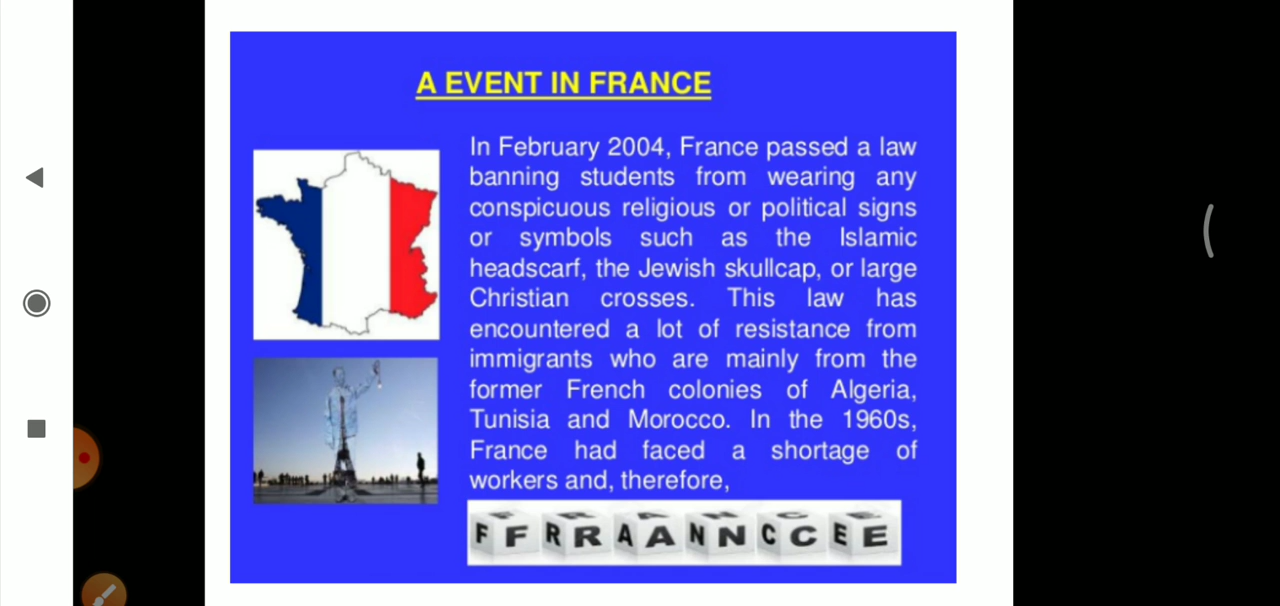 A EVENT IN FRANCE
In February 2004, France passed a law
banning students from wearing any
conspicuous religious or political signs
or symbols such as the Islamic
headscarf, the Jewish skullcap, or large
Christian crosses. This law has
encountered a lot of resistance from
immigrants who are mainly from the
former French colonies of Algeria,
Tunisia and Morocco. In the 1960s,
France had faced a shortage of
workers and, therefore,
F F R R A A N N C C E E